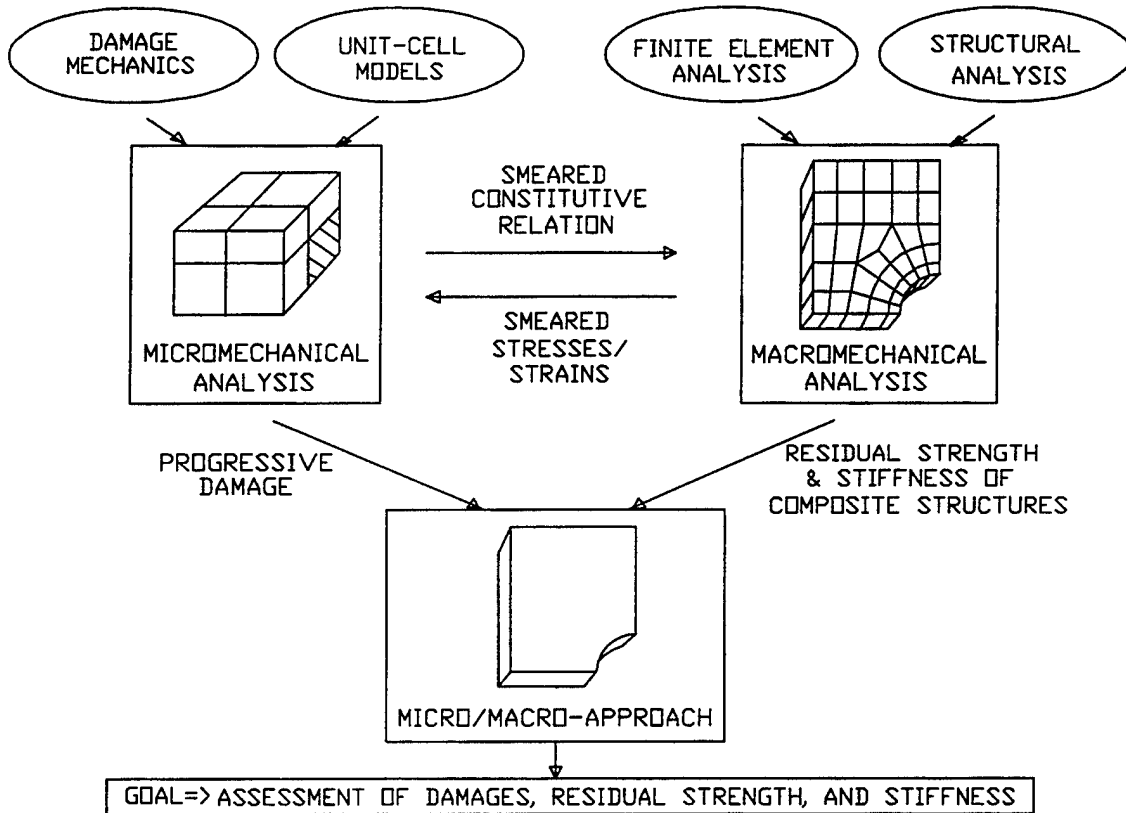 DAMAGE
MECHANICS
UNIT-CELL
MODELS
FINITE ELEMENT
ANALYSIS
STRUCTURAL
ANALYSIS
SMEARED
CONSTITUTIVE
RELATION
SMEARED
STRESSES/
STRAINS
MICROMECHANICAL
ANALYSIS
MACROMECHANICAL
ANALYSIS
PROGRESSIVE
DAMAGE
RESIDUAL STRENGTH
& STIFFNESS OF
COMPOSITE STRUCTURES
MICRO/MACRO-APPROACH
GOAL=> ASSESSMENT OF DAMAGES, RESIDUAL STRENGTH, AND STIFFNESS